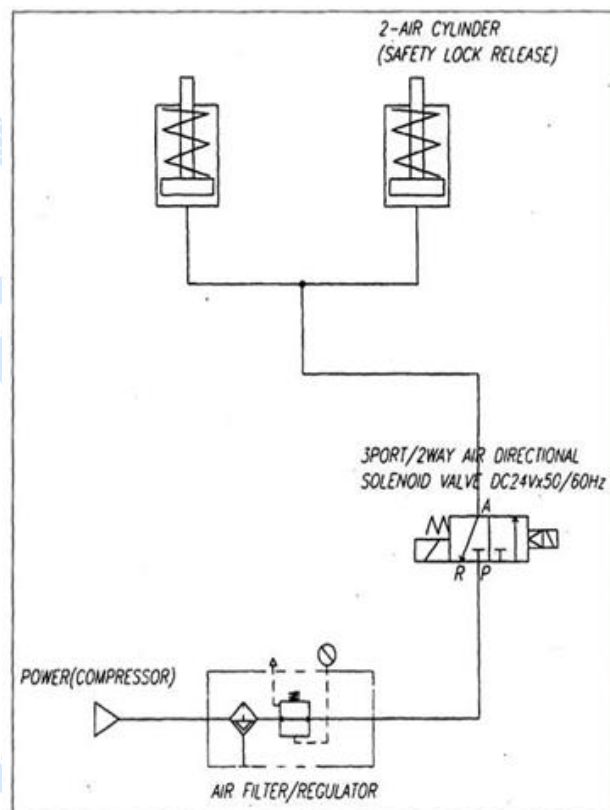 2-AIR CYLINDER
(SAFETY LOCK RELEASE)
3PORT/2WAY AIR DIRECTIONAL
SOLENOID VALVE DC24Vx50/60Hz
A
R P
POWER(COMPRESSOR)
AIR FILTER/REGULATOR